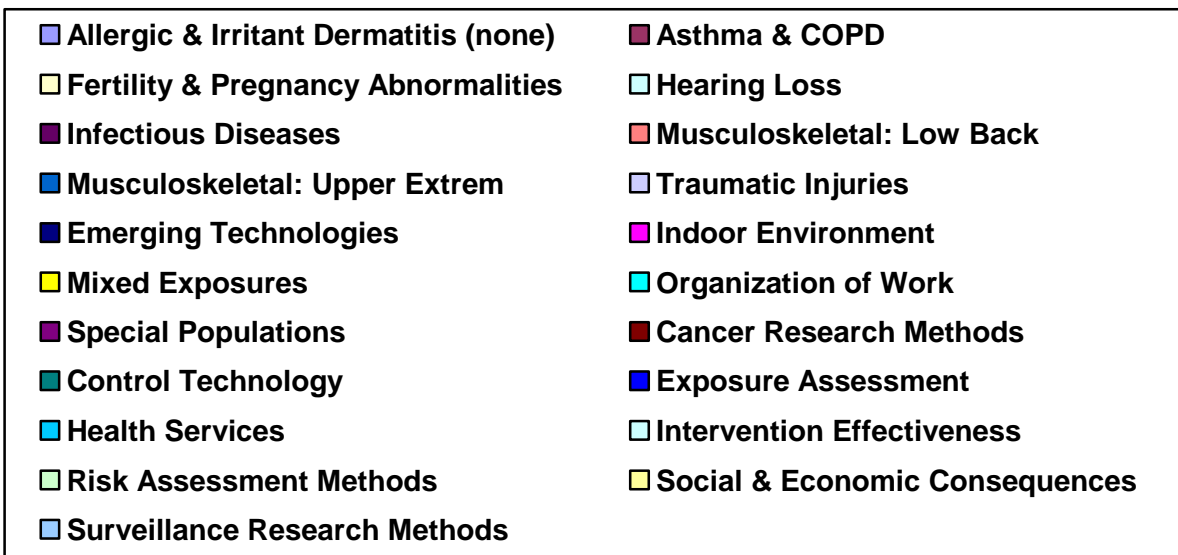 Allergic & Irritant Dermatitis (none) Asthma & COPD
Fertility & Pregnancy Abnormalities Hearing Loss
Infectious Diseases Musculoskeletal: Low Back
Musculoskeletal: Upper Extrem Traumatic Injuries
Emerging Technologies Indoor Environment
Mixed Exposures Organization of Work
Special Populations Cancer Research Methods
Control Technology Exposure Assessment
Health Services Intervention Effectiveness
Risk Assessment Methods Social & Economic Consequences
Surveillance Research Methods